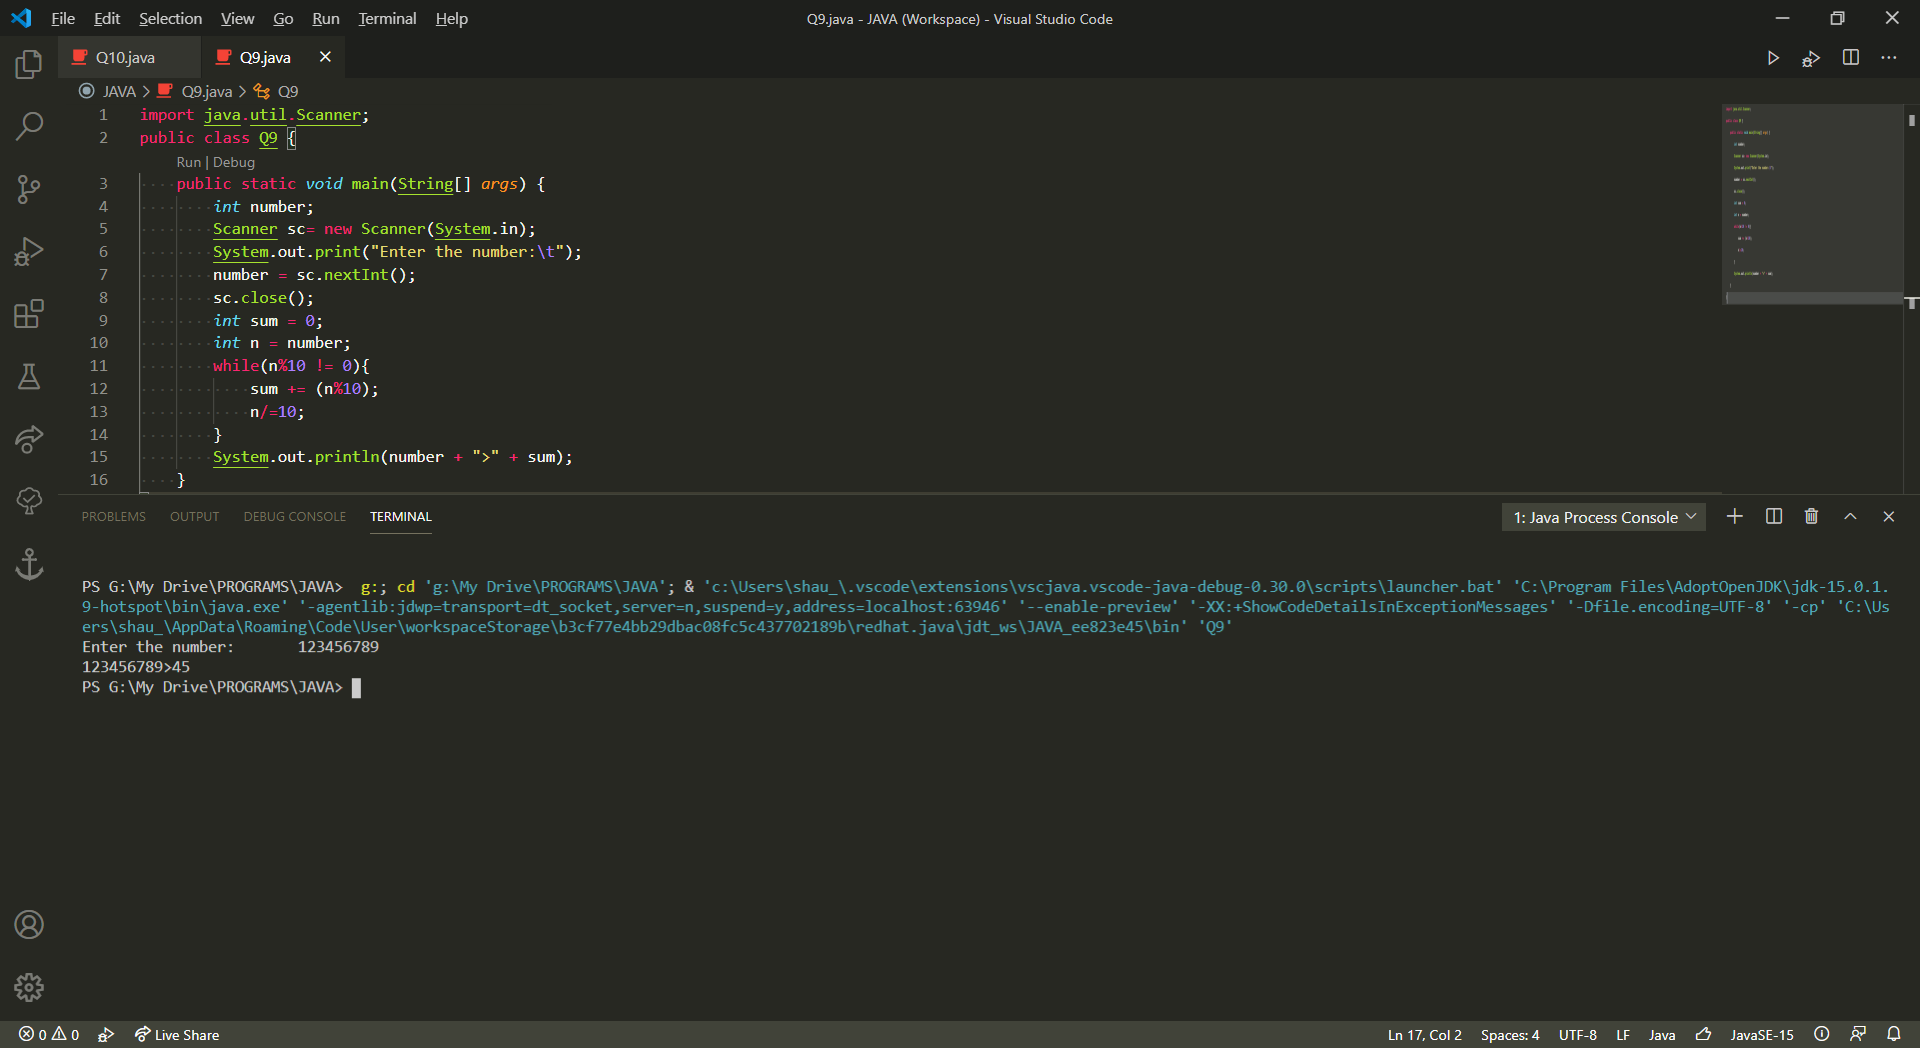 File Edit Selection View Go Run Terminal Help
Q9.java - JAVA (Workspace) - Visual Studio Code
Q10.java
Q9.java
JAVA > Q9.java > Q9
1 import java.util.Scanner;
2 public class Q9 {
Run | Debug
3 public static void main(String[] args) {
4 int number;
5 Scanner sc= new Scanner(System.in);
6 System.out.print("Enter the number:\t");
7 number = sc.nextInt();
8 sc.close();
9 int sum = 0;
10 int n = number;
11 while(n%10 != 0){
12 sum += (n%10);
13 n/=10;
14 }
15 System.out.println(number + ">" + sum);
16 }
PROBLEMS OUTPUT DEBUG CONSOLE TERMINAL
1: Java Process Console
PS G:\My Drive\PROGRAMS\JAVA>  g:; cd 'g:\My Drive\PROGRAMS\JAVA'; & 'c:\Users\shau_\.vscode\extensions\vscjava.vscode-java-debug-0.30.0\scripts\launcher.bat' 'C:\Program Files\AdoptOpenJDK\jdk-15.0.1.
9-hotspot\bin\java.exe' '-agentlib:jdwp=transport=dt_socket,server=n,suspend=y,address=localhost:63946' '--enable-preview' '-XX:+ShowCodeDetailsInExceptionMessages' '-Dfile.encoding=UTF-8' '-cp' 'C:\Us
ers\shau_\AppData\Roaming\Code\User\workspaceStorage\b3cf77e4bb29dbac08fc5c437702189b\redhat.java\jdt_ws\JAVA_ee823e45\bin' 'Q9'
Enter the number: 123456789
123456789>45
PS G:\My Drive\PROGRAMS\JAVA>
0 0 Live Share
Ln 17, Col 2 Spaces: 4 UTF-8 LF Java JavaSE-15